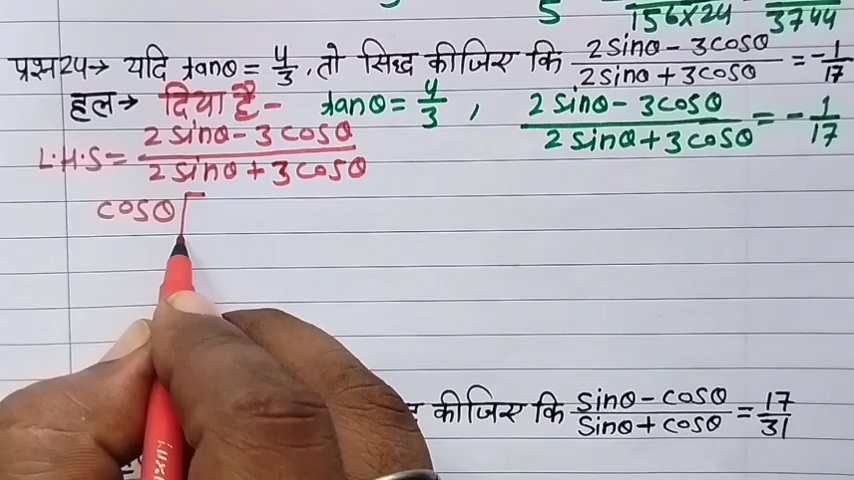 5 156×24 3744
प्रश्न24→ यदि tanθ = 4/3, तो सिद्ध कीजिए कि (2sinθ - 3cosθ)/(2sinθ + 3cosθ) = -1/17
हल→ दिया है- tanθ = 4/3 , (2sinθ - 3cosθ)/(2sinθ + 3cosθ) = -1/17
L.H.S = (2sinθ - 3cosθ)/(2sinθ + 3cosθ)
cosθ[
कीजिए कि (sinθ - cosθ)/(sinθ + cosθ) = 17/31